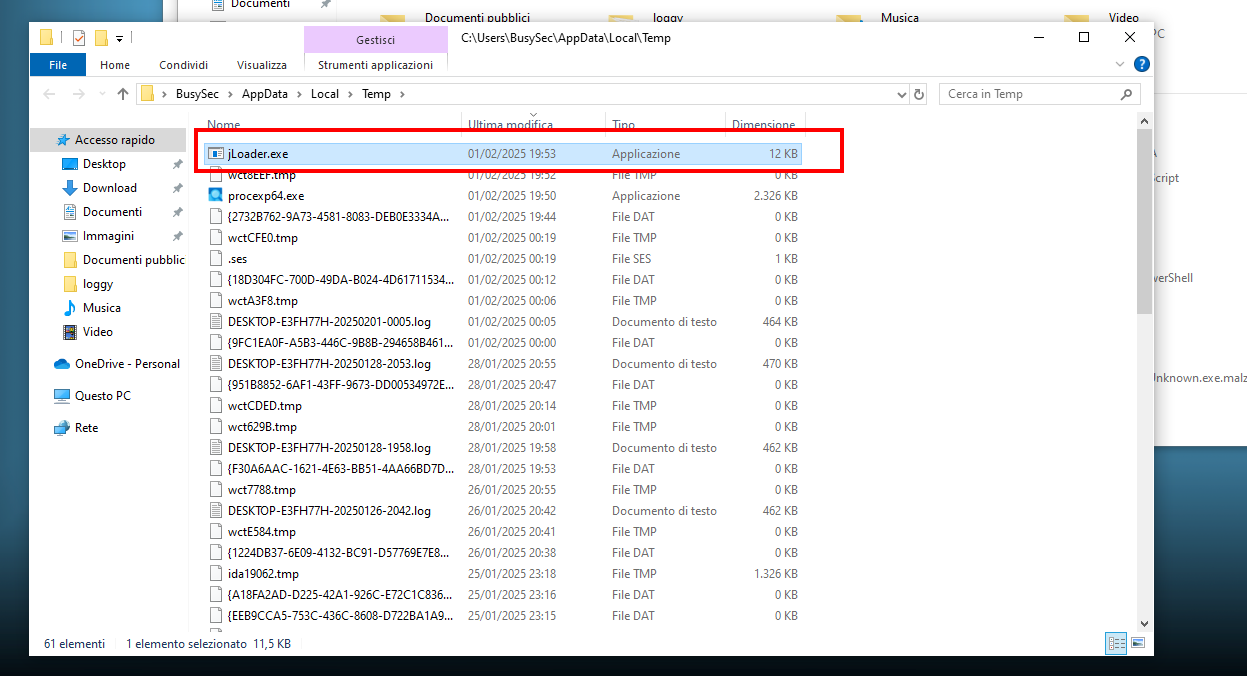 Documenti
Documenti pubblici
loggy
Musica
Video
PC
Gestisci
C:\Users\BusySec\AppData\Local\Temp
File
Home
Condividi
Visualizza
Strumenti applicazioni
BusySec > AppData > Local > Temp >
Cerca in Temp
Nome Ultima modifica Tipo Dimensione
jLoader.exe 01/02/2025 19:53 Applicazione 12 KB
wct8EEF.tmp 01/02/2025 19:52 File TMP 0 KB
procexp64.exe 01/02/2025 19:50 Applicazione 2.326 KB
{2732B762-9A73-4581-8083-DEB0E3334A... 01/02/2025 19:44 File DAT 0 KB
wctCFE0.tmp 01/02/2025 00:19 File TMP 0 KB
.ses 01/02/2025 00:19 File SES 1 KB
{18D304FC-700D-49DA-B024-4D61711534... 01/02/2025 00:12 File DAT 0 KB
wctA3F8.tmp 01/02/2025 00:06 File TMP 0 KB
DESKTOP-E3FH77H-20250201-0005.log 01/02/2025 00:05 Documento di testo 464 KB
{9FC1EA0F-A5B3-446C-9B8B-294658B461... 01/02/2025 00:00 File DAT 0 KB
DESKTOP-E3FH77H-20250128-2053.log 28/01/2025 20:55 Documento di testo 470 KB
{951B8852-6AF1-43FF-9673-DD00534972E... 28/01/2025 20:47 File DAT 0 KB
wctCDED.tmp 28/01/2025 20:14 File TMP 0 KB
wct629B.tmp 28/01/2025 20:01 File TMP 0 KB
DESKTOP-E3FH77H-20250128-1958.log 28/01/2025 19:58 Documento di testo 462 KB
{F30A6AAC-1621-4E63-BB51-4AA66BD7D... 28/01/2025 19:53 File DAT 0 KB
wct7788.tmp 26/01/2025 20:55 File TMP 0 KB
DESKTOP-E3FH77H-20250126-2042.log 26/01/2025 20:42 Documento di testo 462 KB
wctE584.tmp 26/01/2025 20:41 File TMP 0 KB
{1224DB37-6E09-4132-BC91-D57769E7E8... 26/01/2025 20:38 File DAT 0 KB
ida19062.tmp 25/01/2025 23:18 File TMP 1.326 KB
{A18FA2AD-D225-42A1-926C-E72C1C836... 25/01/2025 23:16 File DAT 0 KB
{EEB9CCA5-753C-436C-8608-D722BA1A9... 25/01/2025 23:15 File DAT 0 KB
Accesso rapido
Desktop
Download
Documenti
Immagini
Documenti pubblic
loggy
Musica
Video
OneDrive - Personal
Questo PC
Rete
cript
verShell
Unknown.exe.malz
61 elementi 1 elemento selezionato 11,5 KB